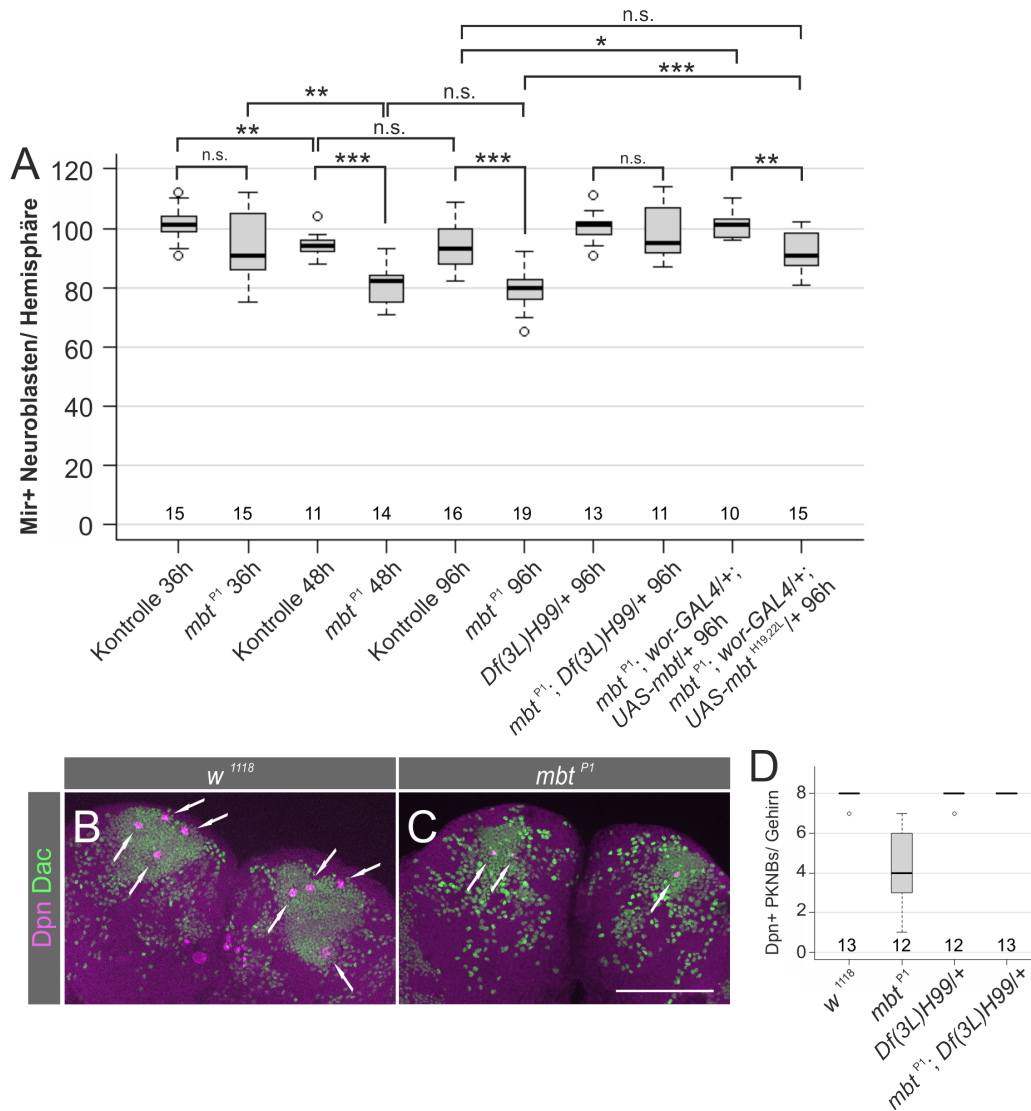 n.s.
*
***
** n.s.
** n.s.
n.s. *** *** n.s. **
A
Mir+ Neuroblasten/ Hemisphäre
120
100
80
60
40
20
0
15 15 11 14 16 19 13 11 10 15
Kontrolle 36h
mbt P1 36h
Kontrolle 48h
mbt P1 48h
Kontrolle 96h
mbt P1 96h
Df(3L)H99/+ 96h
mbt P1; Df(3L)H99/+ 96h
mbt P1; wor-GAL4/+;
UAS-mbt/+ 96h
mbt P1; wor-GAL4/+;
UAS-mbt H19,22L/+ 96h
w 1118
mbt P1
Dpn Dac
B
C
D
Dpn+ PKNBs/ Gehirn
8
6
4
2
0
13 12 12 13
w 1118
mbt P1
Df(3L)H99/+
mbt P1; Df(3L)H99/+